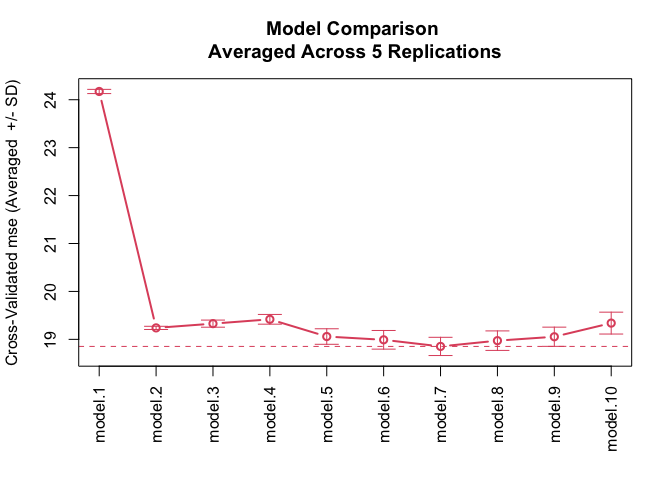 Model Comparison
Averaged Across 5 Replications
Cross-Validated mse (Averaged +/- SD)
24
23
22
21
20
19
model.1
model.2
model.3
model.4
model.5
model.6
model.7
model.8
model.9
model.10